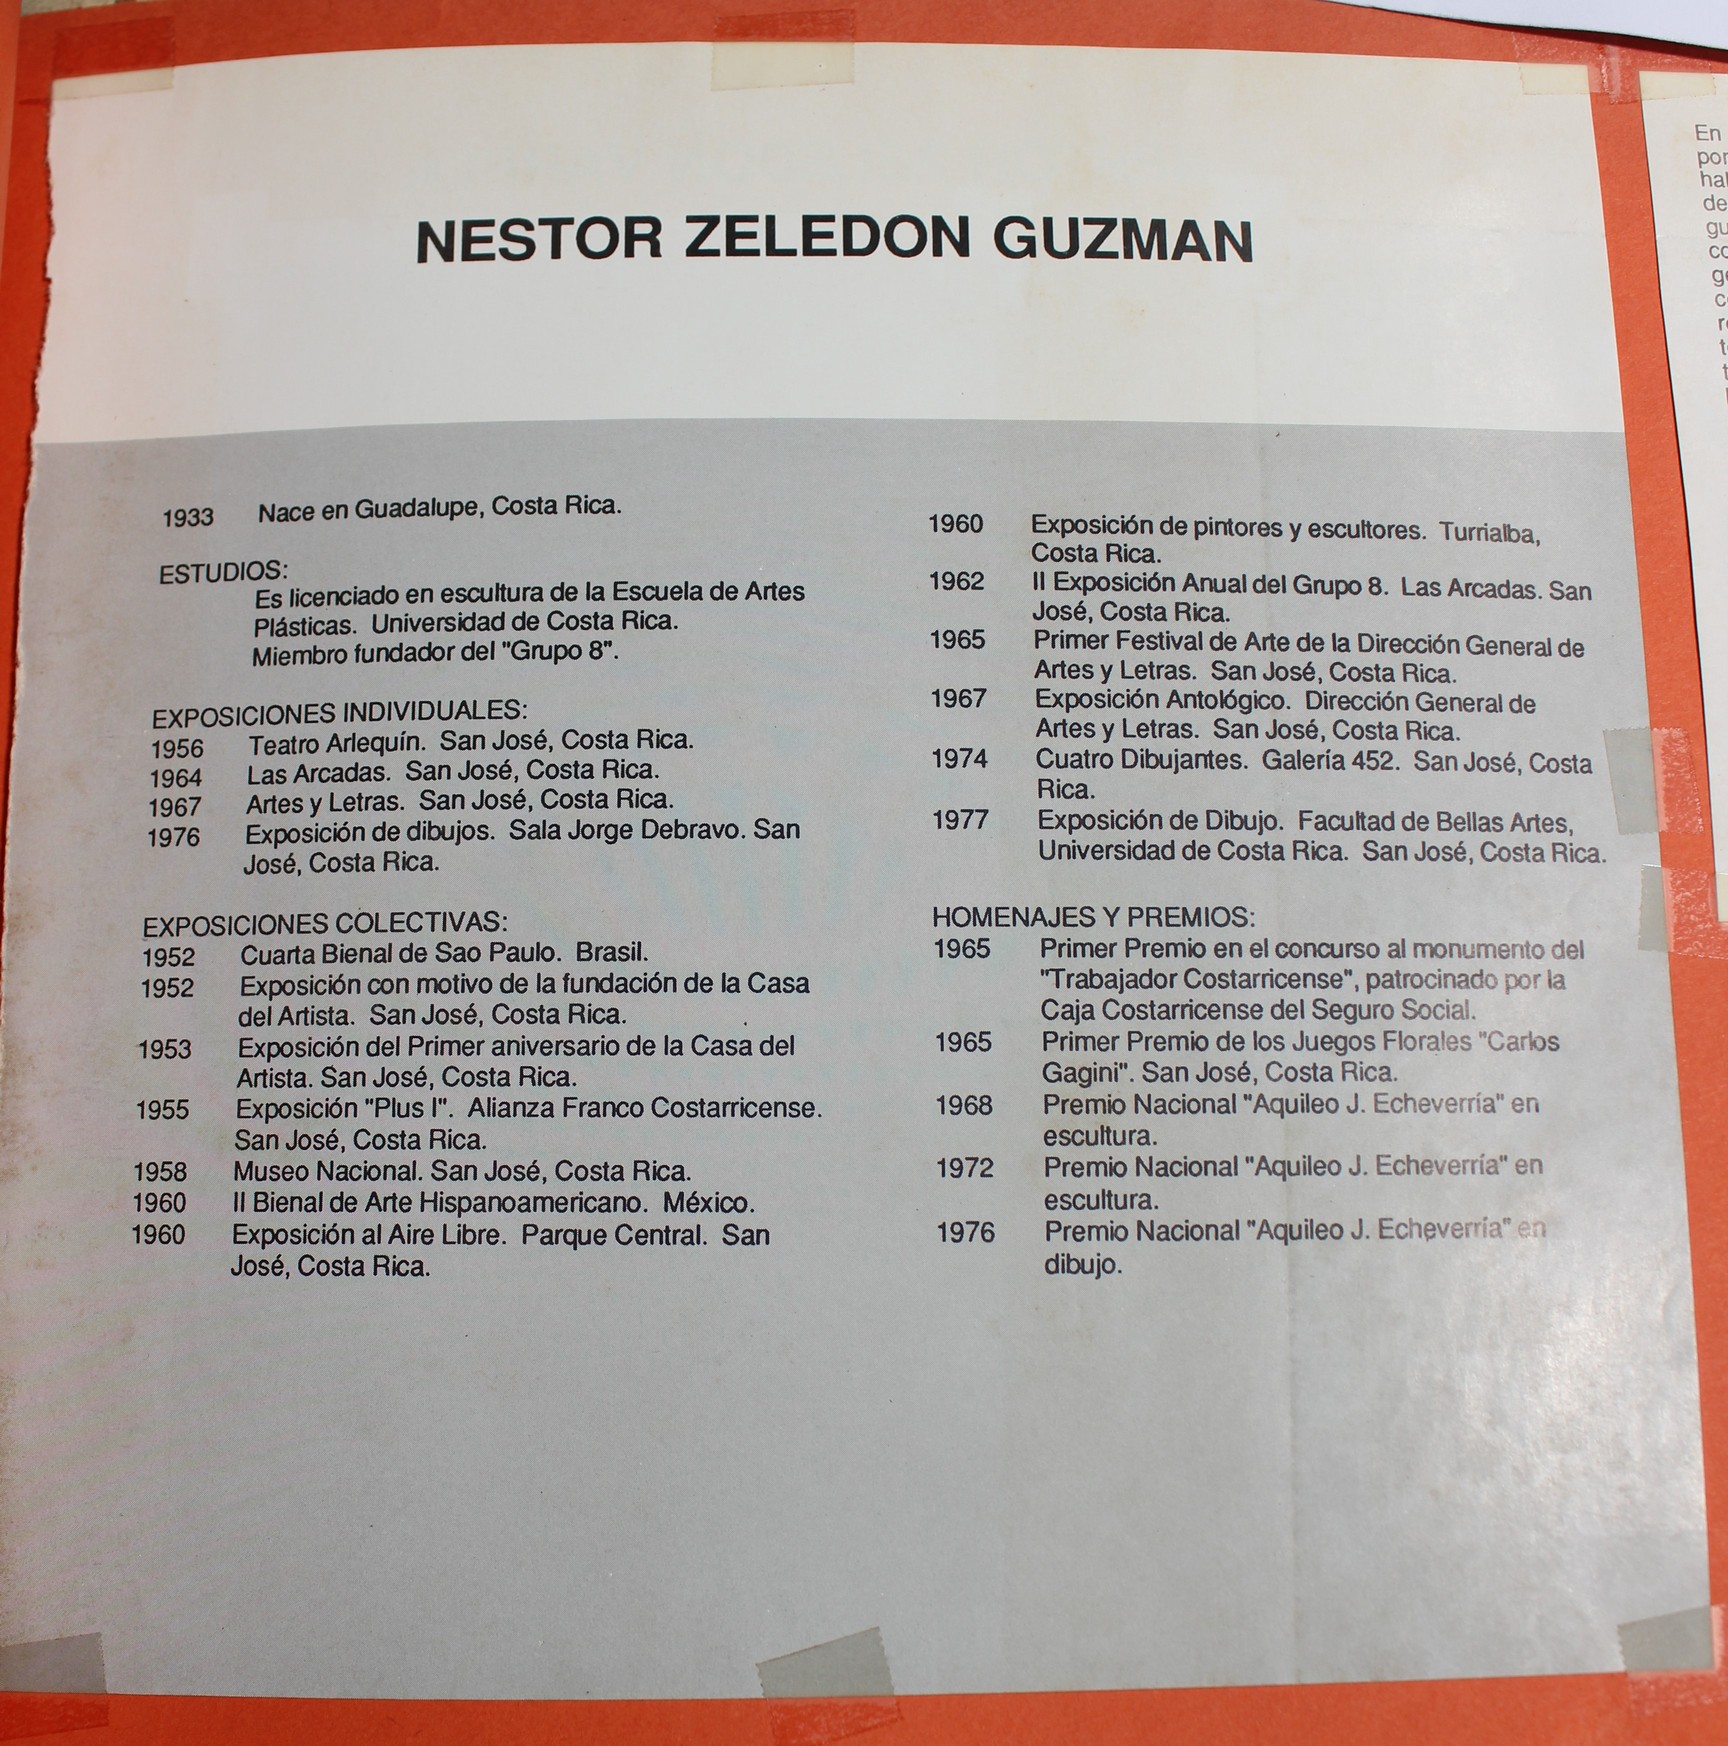 NESTOR ZELEDON GUZMAN
1933 Nace en Guadalupe, Costa Rica.
ESTUDIOS:
Es licenciado en escultura de la Escuela de Artes
Plásticas. Universidad de Costa Rica.
Miembro fundador del "Grupo 8".
EXPOSICIONES INDIVIDUALES:
1956 Teatro Arlequín. San José, Costa Rica.
1964 Las Arcadas. San José, Costa Rica.
1967 Artes y Letras. San José, Costa Rica.
1976 Exposición de dibujos. Sala Jorge Debravo. San
José, Costa Rica.
EXPOSICIONES COLECTIVAS:
1952 Cuarta Bienal de Sao Paulo. Brasil.
1952 Exposición con motivo de la fundación de la Casa
del Artista. San José, Costa Rica.
1953 Exposición del Primer aniversario de la Casa del
Artista. San José, Costa Rica.
1955 Exposición "Plus I". Alianza Franco Costarricense.
San José, Costa Rica.
1958 Museo Nacional. San José, Costa Rica.
1960 II Bienal de Arte Hispanoamericano. México.
1960 Exposición al Aire Libre. Parque Central. San
José, Costa Rica.
1960 Exposición de pintores y escultores. Turrialba,
Costa Rica.
1962 II Exposición Anual del Grupo 8. Las Arcadas. San
José, Costa Rica.
1965 Primer Festival de Arte de la Dirección General de
Artes y Letras. San José, Costa Rica.
1967 Exposición Antológico. Dirección General de
Artes y Letras. San José, Costa Rica.
1974 Cuatro Dibujantes. Galería 452. San José, Costa
Rica.
1977 Exposición de Dibujo. Facultad de Bellas Artes,
Universidad de Costa Rica. San José, Costa Rica.
HOMENAJES Y PREMIOS:
1965 Primer Premio en el concurso al monumento del
"Trabajador Costarricense", patrocinado por la
Caja Costarricense del Seguro Social.
1965 Primer Premio de los Juegos Florales "Carlos
Gagini". San José, Costa Rica.
1968 Premio Nacional "Aquileo J. Echeverría" en
escultura.
1972 Premio Nacional "Aquileo J. Echeverría" en
escultura.
1976 Premio Nacional "Aquileo J. Echeverría" en
dibujo.
En